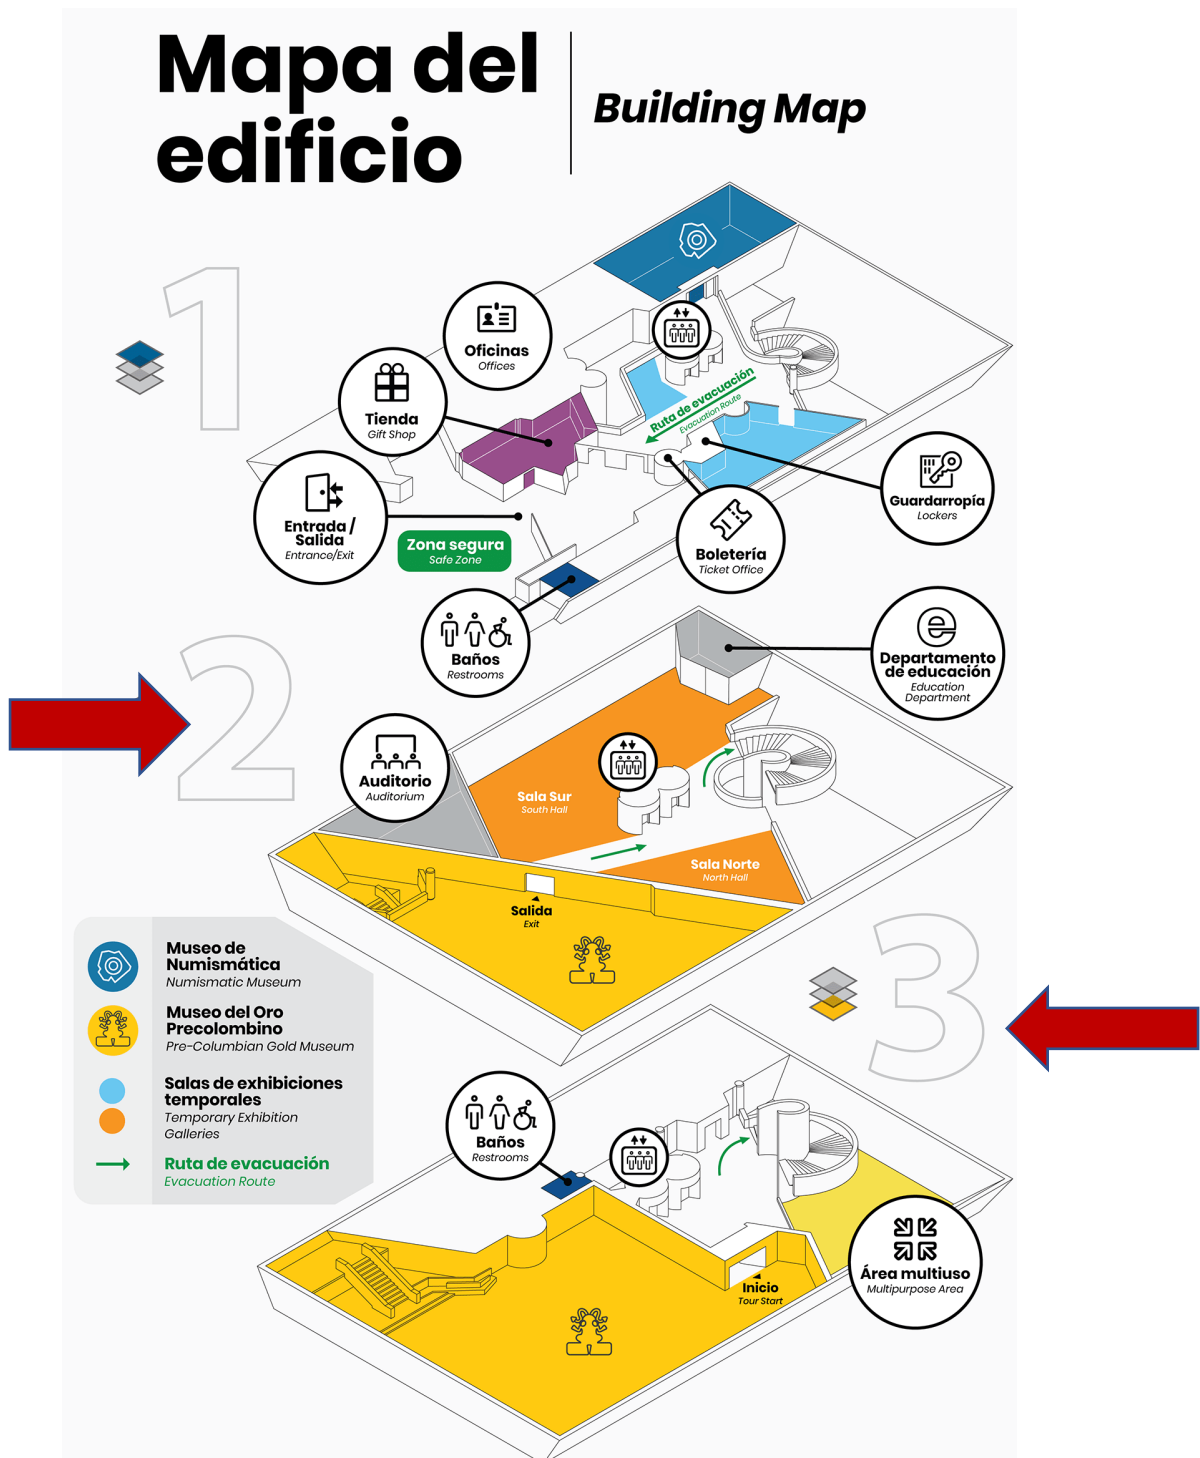 Mapa del
edificio
Building Map
1
Oficinas
Offices
Tienda
Gift Shop
Ruta de evacuación
Evacuation Route
Entrada /
Salida
Entrance/Exit
Zona segura
Safe Zone
Guardarropía
Lockers
Boletería
Ticket Office
Baños
Restrooms
2
Departamento
de educación
Education
Department
Auditorio
Auditorium
Sala Sur
South Hall
Sala Norte
North Hall
Salida
Exit
Museo de
Numismática
Numismatic Museum
Museo del Oro
Precolombino
Pre-Columbian Gold Museum
Salas de exhibiciones
temporales
Temporary Exhibition
Galleries
Ruta de evacuación
Evacuation Route
3
Baños
Restrooms
Inicio
Tour Start
Área multiuso
Multipurpose Area